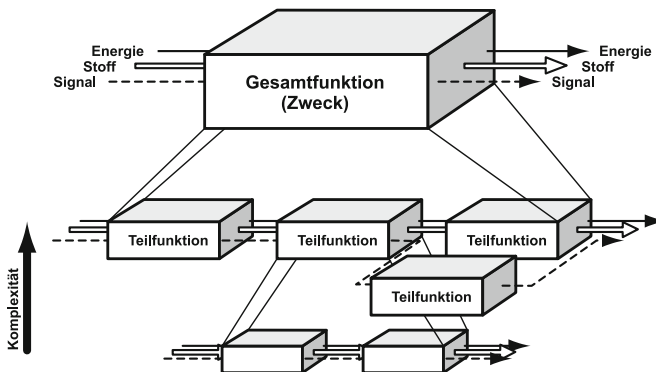 Energie
Stoff
Signal
Gesamtfunktion
(Zweck)
Energie
Stoff
Signal
Teilfunktion
Teilfunktion
Teilfunktion
Teilfunktion
Komplexität